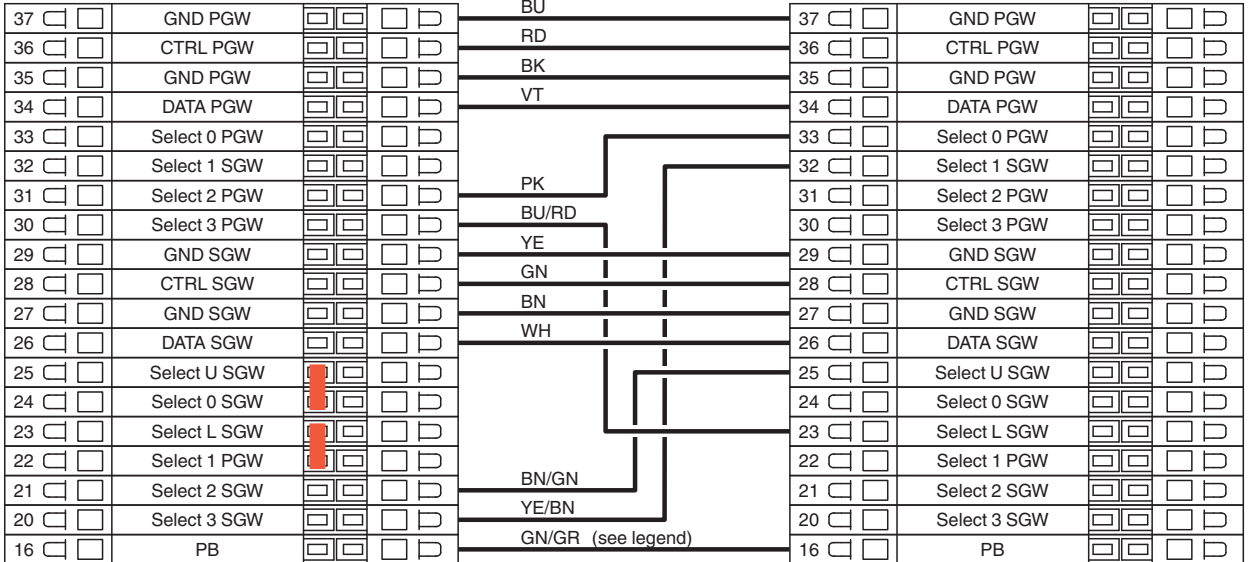 37 GND PGW BU 37 GND PGW
36 CTRL PGW RD 36 CTRL PGW
35 GND PGW BK 35 GND PGW
34 DATA PGW VT 34 DATA PGW
33 Select 0 PGW 33 Select 0 PGW
32 Select 1 SGW 32 Select 1 SGW
31 Select 2 PGW PK 31 Select 2 PGW
30 Select 3 PGW BU/RD 30 Select 3 PGW
29 GND SGW YE 29 GND SGW
28 CTRL SGW GN 28 CTRL SGW
27 GND SGW BN 27 GND SGW
26 DATA SGW WH 26 DATA SGW
25 Select U SGW 25 Select U SGW
24 Select 0 SGW 24 Select 0 SGW
23 Select L SGW 23 Select L SGW
22 Select 1 PGW 22 Select 1 PGW
21 Select 2 SGW BN/GN 21 Select 2 SGW
20 Select 3 SGW YE/BN 20 Select 3 SGW
16 PB GN/GR (see legend) 16 PB